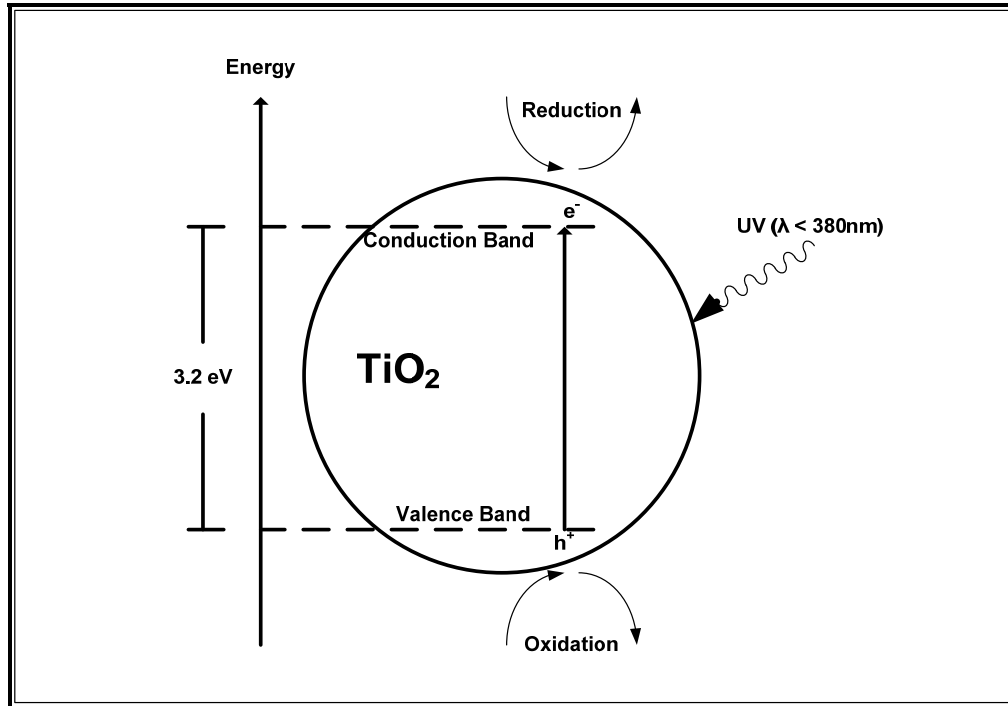 Energy
Reduction
e⁻
UV (λ < 380nm)
Conduction Band
TiO₂
3.2 eV
Valence Band
h⁺
Oxidation